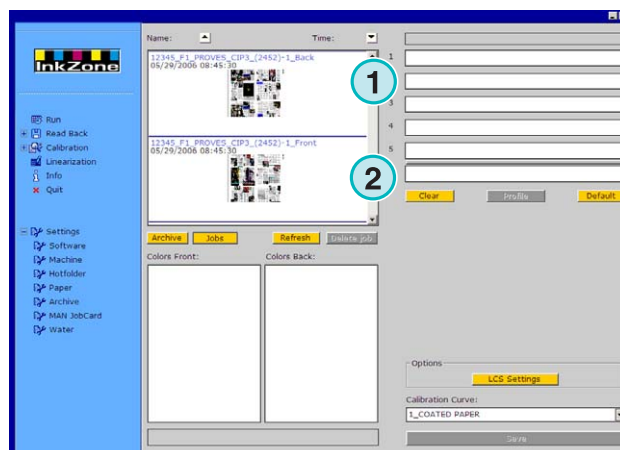 Name: Time:
InkZone
12345_F1_PROVES_CIP3_(2452)-1_Back
05/29/2006 08:45:30
1
1
3
4
5
2
12345_F1_PROVES_CIP3_(2452)-1_Front
05/29/2006 08:45:30
Run
Read Back
Calibration
Linearization
Info
Quit
Clear Profile Default
Settings
Software
Machine
Hotfolder
Paper
Archive
MAN JobCard
Water
Archive Jobs Refresh Delete job
Colors Front: Colors Back:
Options
LCS Settings
Calibration Curve:
1_COATED PAPER
Save